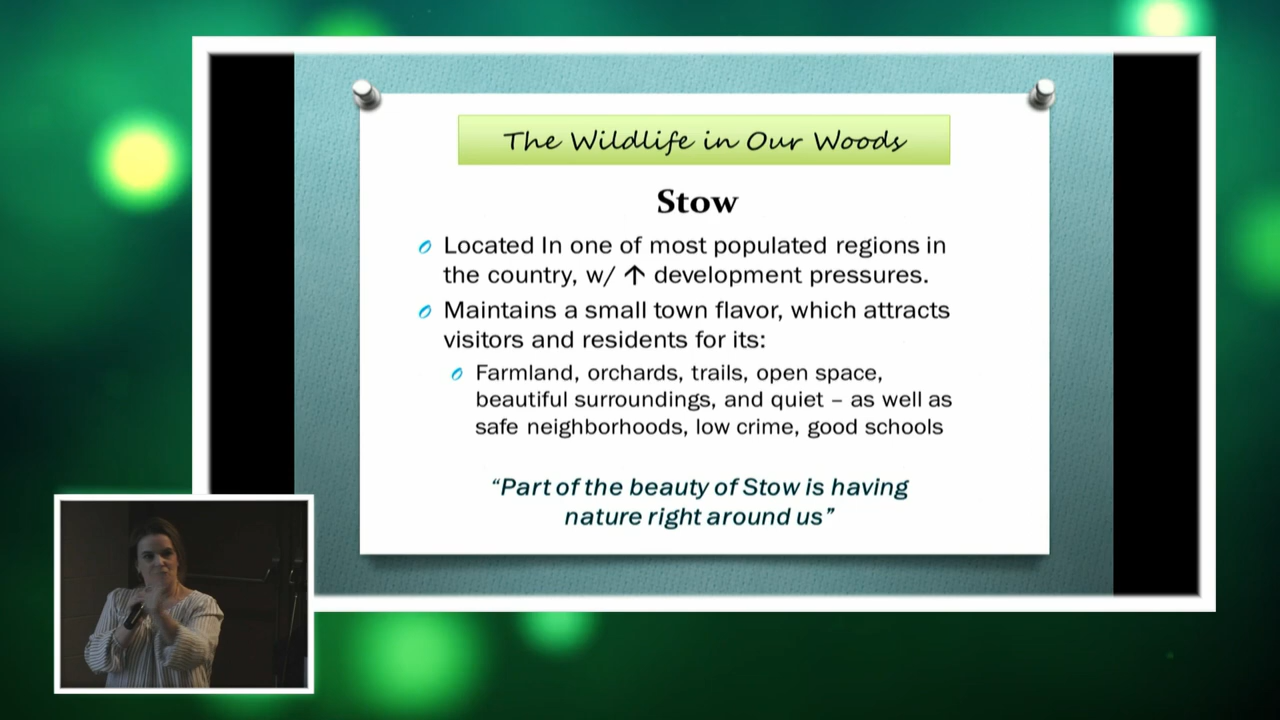 The Wildlife in Our Woods
Stow
Located In one of most populated regions in
the country, w/ ↑ development pressures.
Maintains a small town flavor, which attracts
visitors and residents for its:
Farmland, orchards, trails, open space,
beautiful surroundings, and quiet – as well as
safe neighborhoods, low crime, good schools
“Part of the beauty of Stow is having
nature right around us”